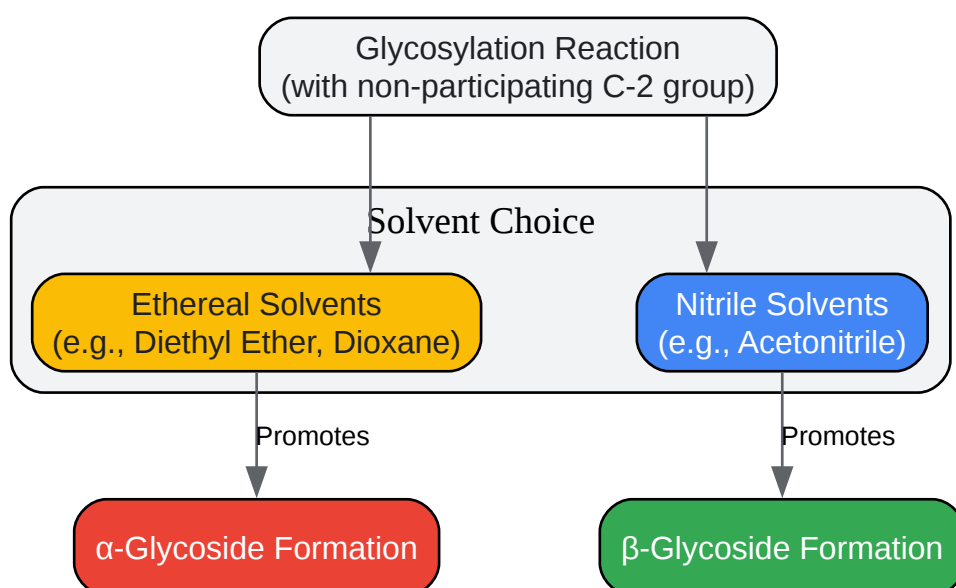 Glycosylation Reaction
(with non-participating C-2 group)
Solvent Choice
Ethereal Solvents
(e.g., Diethyl Ether, Dioxane)
Nitrile Solvents
(e.g., Acetonitrile)
Promotes
Promotes
α-Glycoside Formation
β-Glycoside Formation